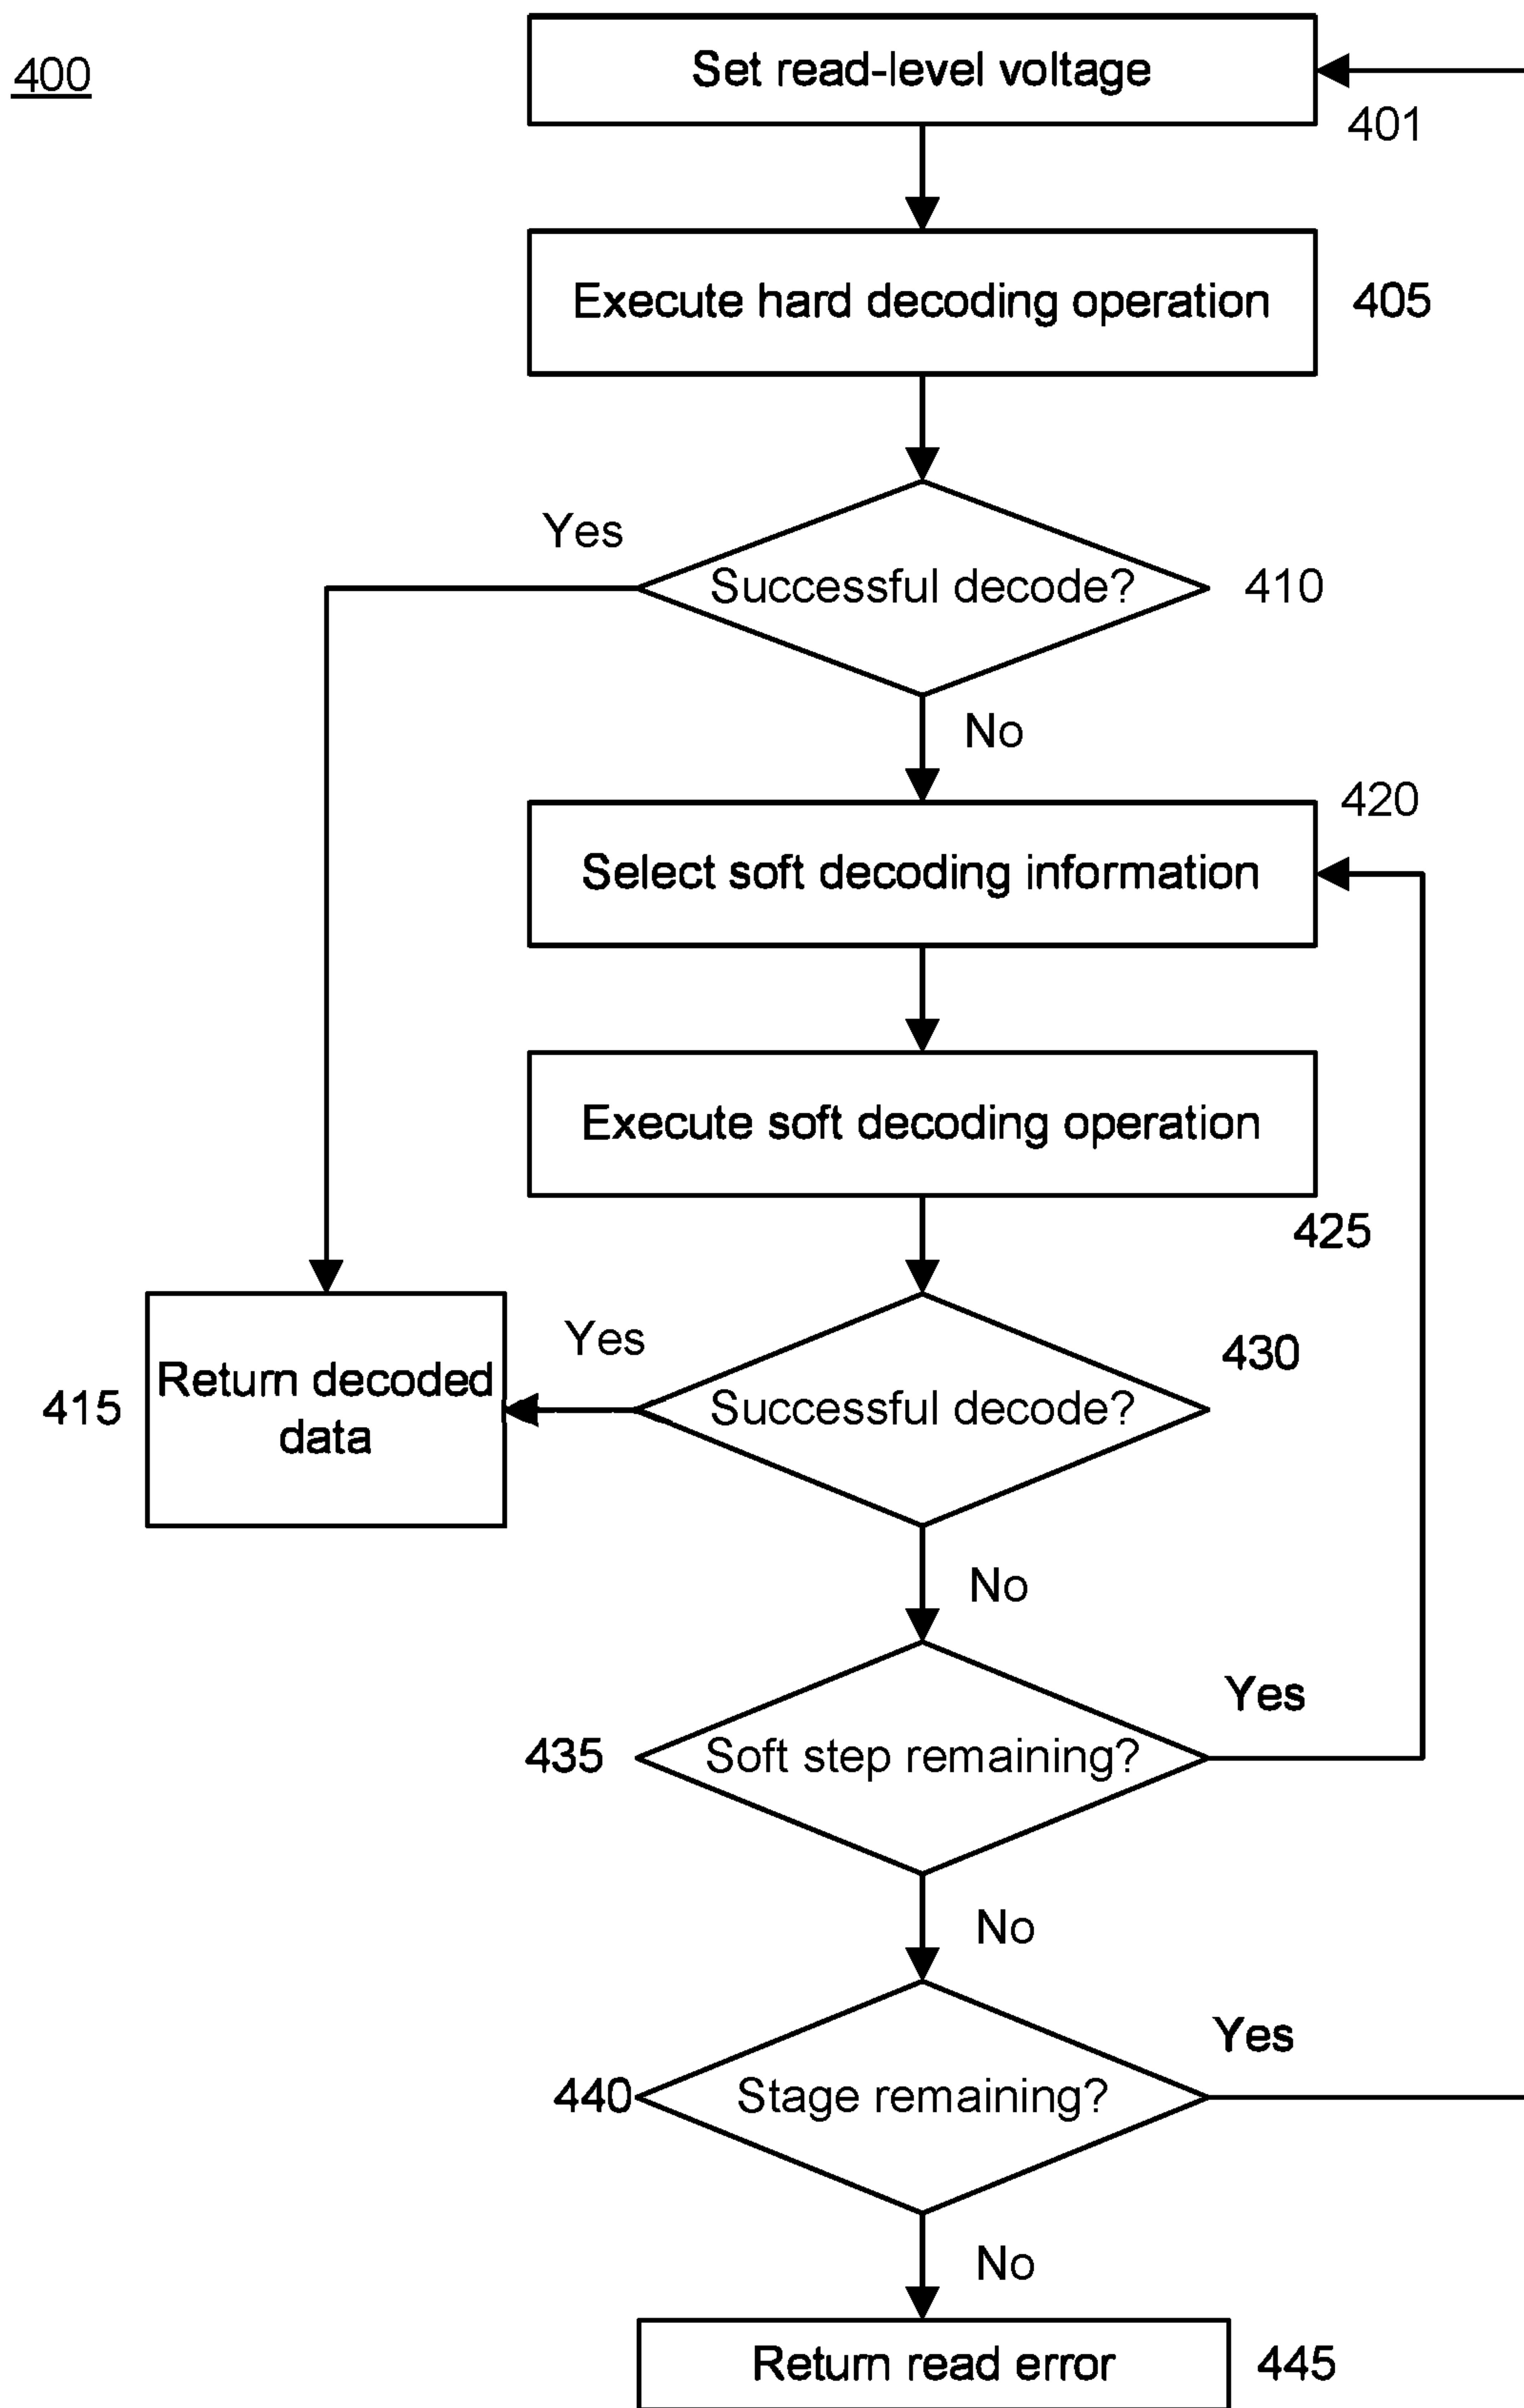 400
Set read-level voltage
401
Execute hard decoding operation
405
Yes
Successful decode?
410
No
420
Select soft decoding information
Execute soft decoding operation
425
Yes
430
Return decoded
data
415
Successful decode?
No
Yes
435
Soft step remaining?
No
Yes
440
Stage remaining?
No
Return read error
445